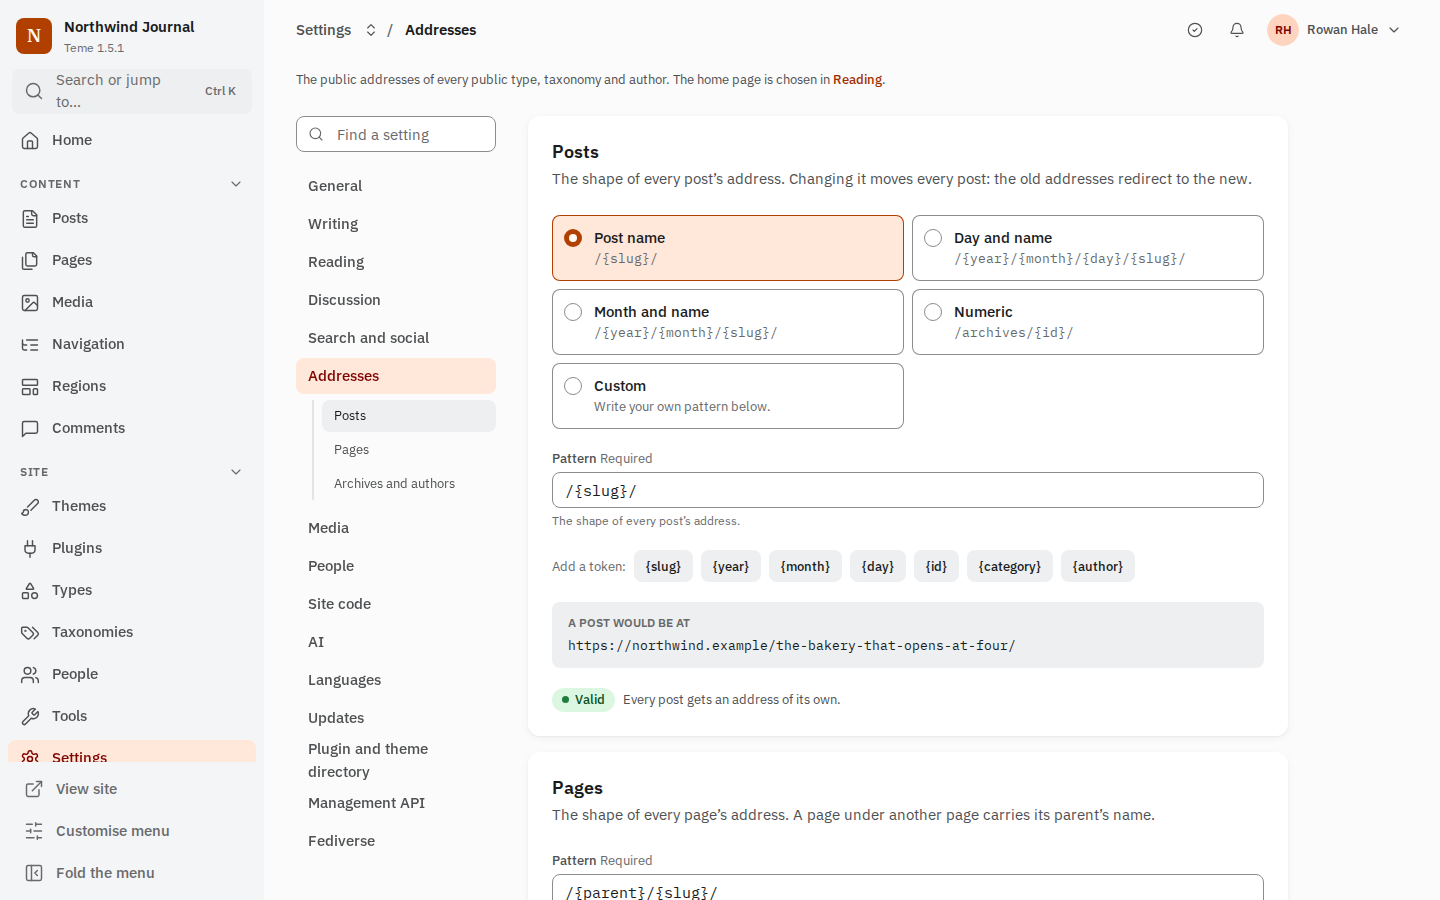 N
Northwind Journal
Teme 1.5.1
Search or jump to...
Ctrl K
Home
CONTENT
Posts
Pages
Media
Navigation
Regions
Comments
SITE
Themes
Plugins
Types
Taxonomies
People
Tools
Settings
View site
Customise menu
Fold the menu
Settings / Addresses
RH Rowan Hale
The public addresses of every public type, taxonomy and author. The home page is chosen in Reading.
Find a setting
General
Writing
Reading
Discussion
Search and social
Addresses
Posts
Pages
Archives and authors
Media
People
Site code
AI
Languages
Updates
Plugin and theme
directory
Management API
Fediverse
Posts
The shape of every post’s address. Changing it moves every post: the old addresses redirect to the new.
Post name
/{slug}/
Day and name
/{year}/{month}/{day}/{slug}/
Month and name
/{year}/{month}/{slug}/
Numeric
/archives/{id}/
Custom
Write your own pattern below.
Pattern Required
/{slug}/
The shape of every post’s address.
Add a token: {slug} {year} {month} {day} {id} {category} {author}
A POST WOULD BE AT
https://northwind.example/the-bakery-that-opens-at-four/
Valid Every post gets an address of its own.
Pages
The shape of every page’s address. A page under another page carries its parent’s name.
Pattern Required
/{parent}/{slug}/